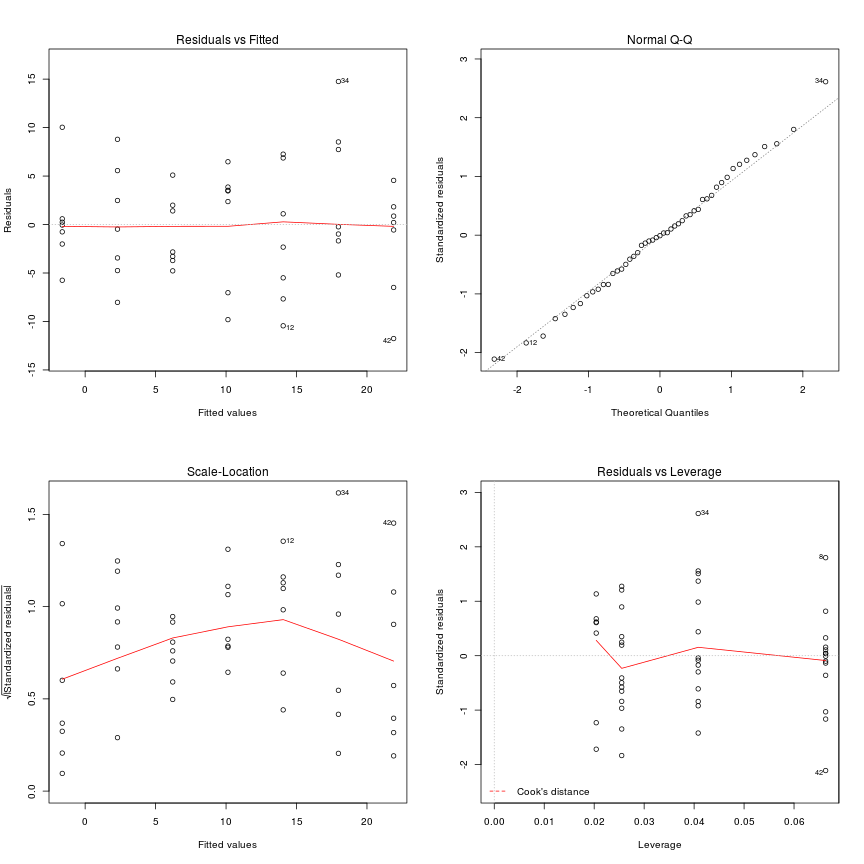 Residuals vs Fitted
Residuals
15
10
5
0
-5
-10
-15
34
12
42
0 5 10 15 20
Fitted values
Normal Q-Q
Standardized residuals
3
2
1
0
-1
-2
34
12
42
-2 -1 0 1 2
Theoretical Quantiles
Scale-Location
√|Standardized residuals|
1.5
1.0
0.5
0.0
34
42
12
0 5 10 15 20
Fitted values
Residuals vs Leverage
Standardized residuals
3
2
1
0
-1
-2
34
8
42
Cook's distance
0.00 0.01 0.02 0.03 0.04 0.05 0.06
Leverage